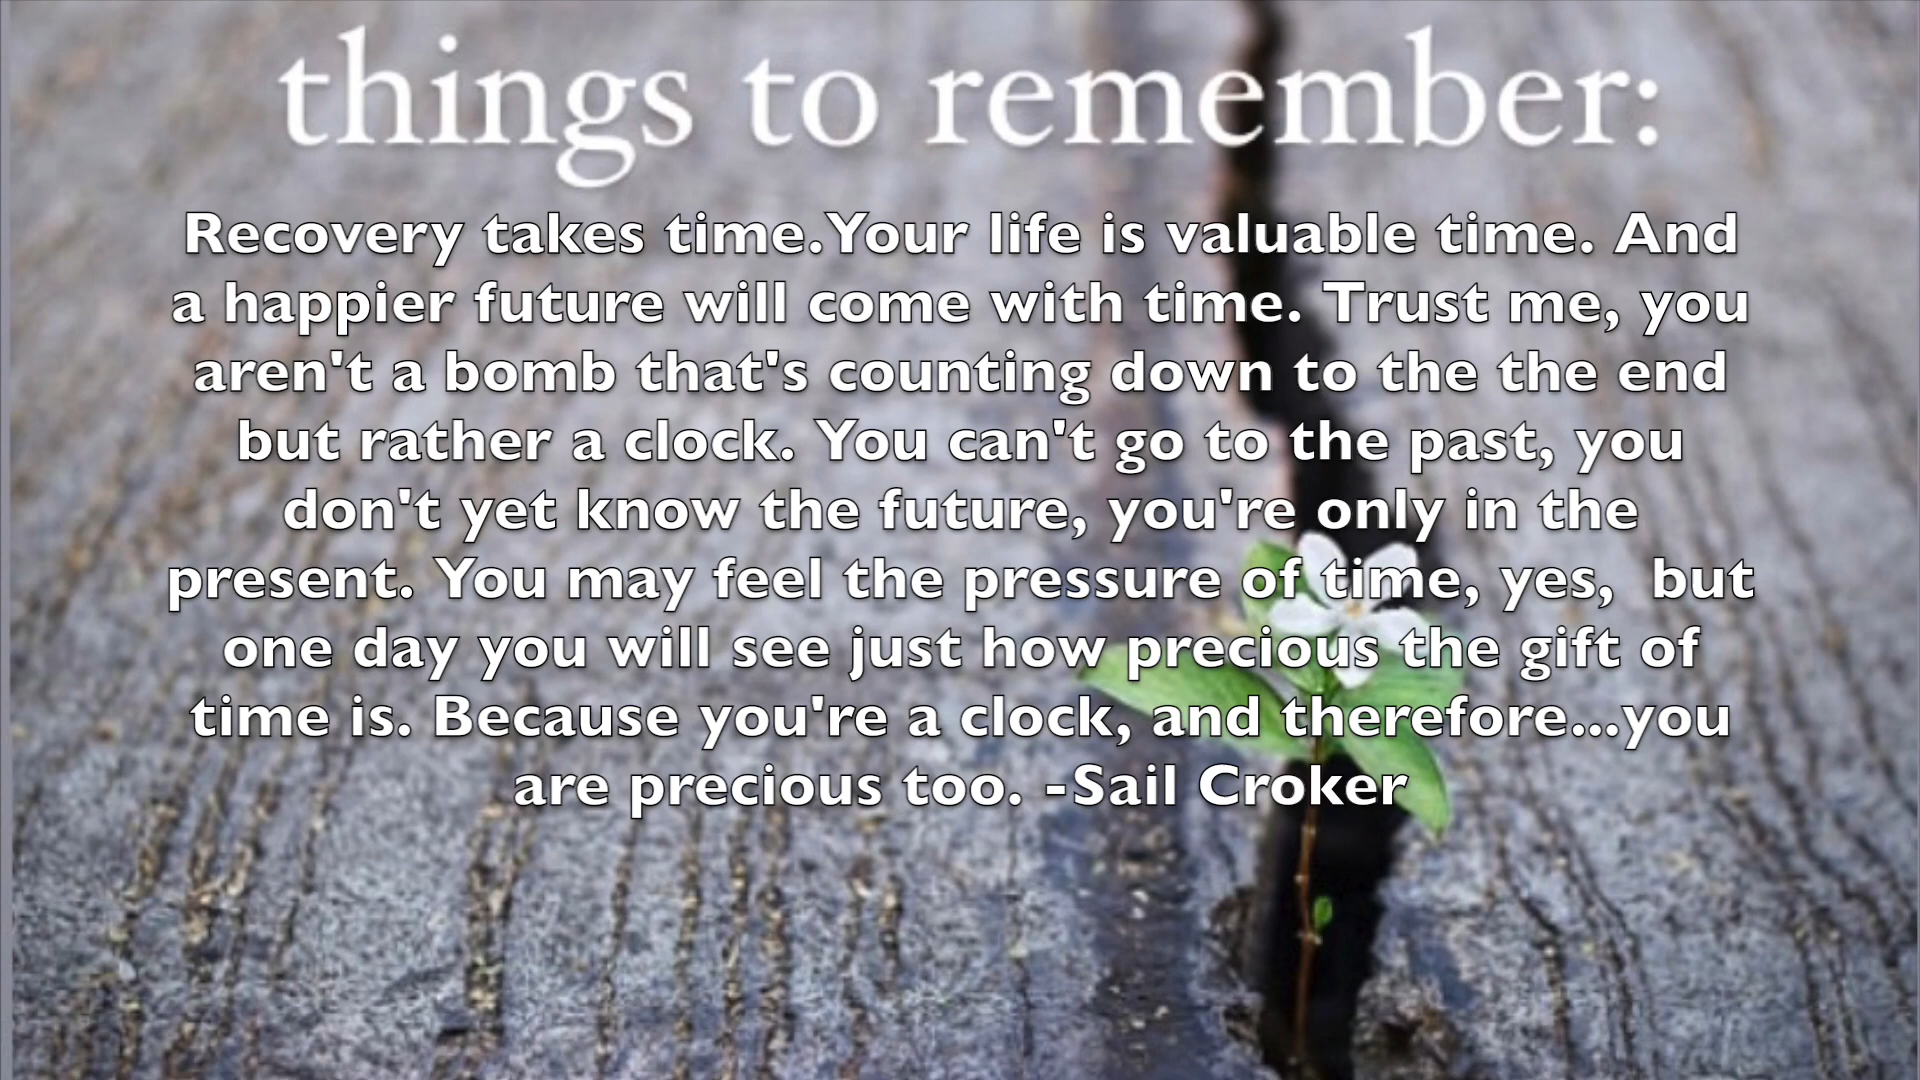 things to remember:
Recovery takes time.Your life is valuable time. And
a happier future will come with time. Trust me, you
aren't a bomb that's counting down to the the end
but rather a clock. You can't go to the past, you
don't yet know the future, you're only in the
present. You may feel the pressure of time, yes,  but
one day you will see just how precious the gift of
time is. Because you're a clock, and therefore...you
are precious too. -Sail Croker